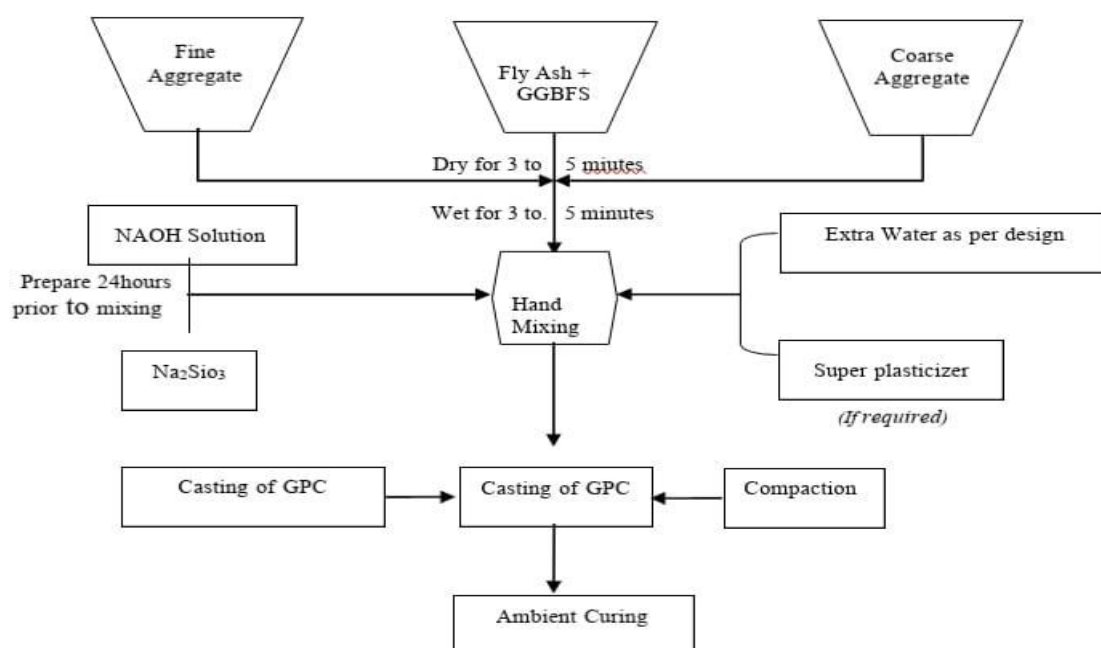 Fine
Aggregate
Fly Ash +
GGBFS
Coarse
Aggregate
Dry for 3 to 5 miutes
Wet for 3 to. 5 minutes
NAOH Solution
Extra Water as per design
Prepare 24hours
prior to mixing
Hand
Mixing
Na₂Sio₃
Super plasticizer
(If required)
Casting of GPC
Casting of GPC
Compaction
Ambient Curing